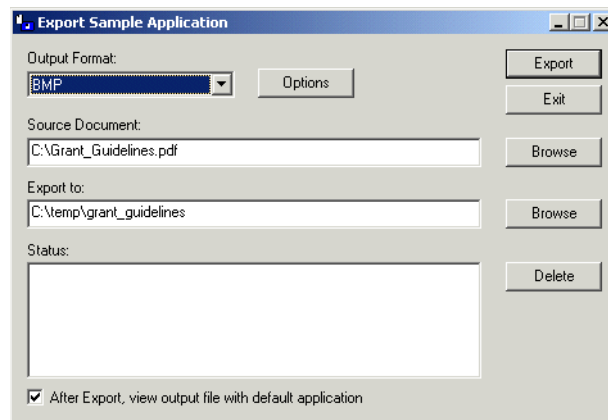 Export Sample Application
Output Format:
BMP
Options
Export
Exit
Source Document:
C:\Grant_Guidelines.pdf
Browse
Export to:
C:\temp\grant_guidelines
Browse
Status:
Delete
After Export, view output file with default application